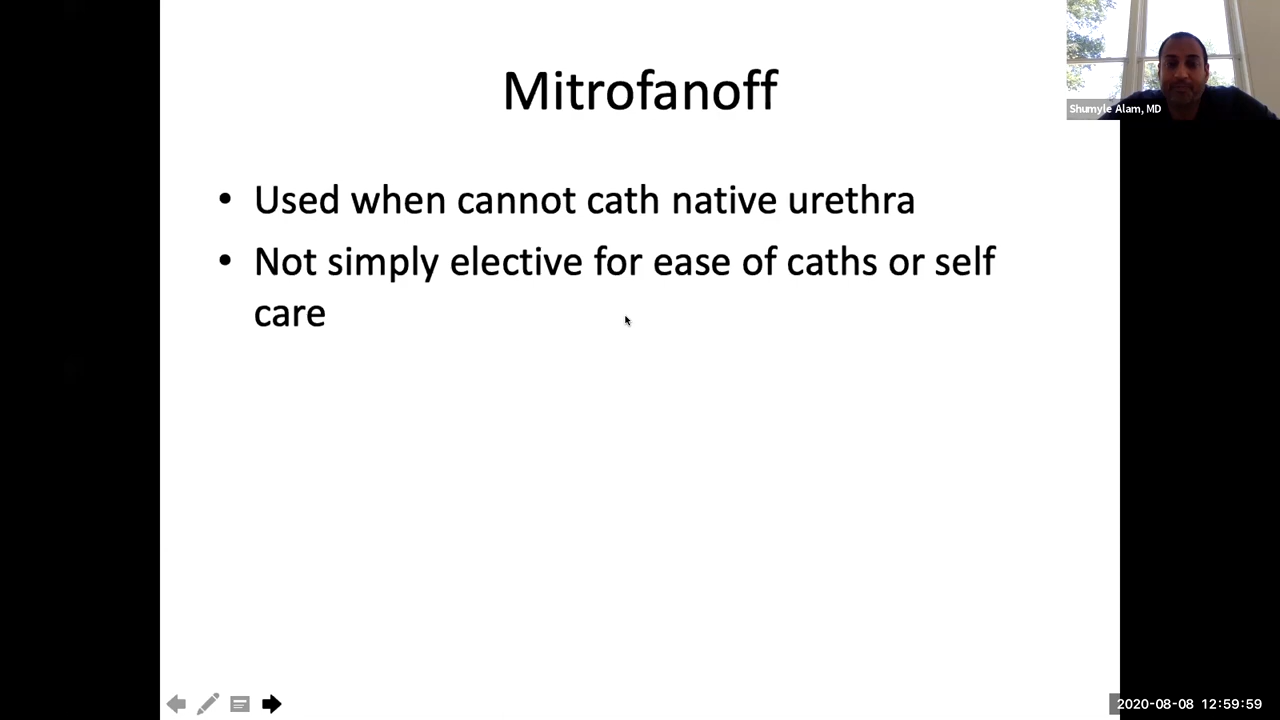 Mitrofanoff
Shumyle Alam, MD
• Used when cannot cath native urethra
• Not simply elective for ease of caths or self
care
2020-08-08 12:59:59